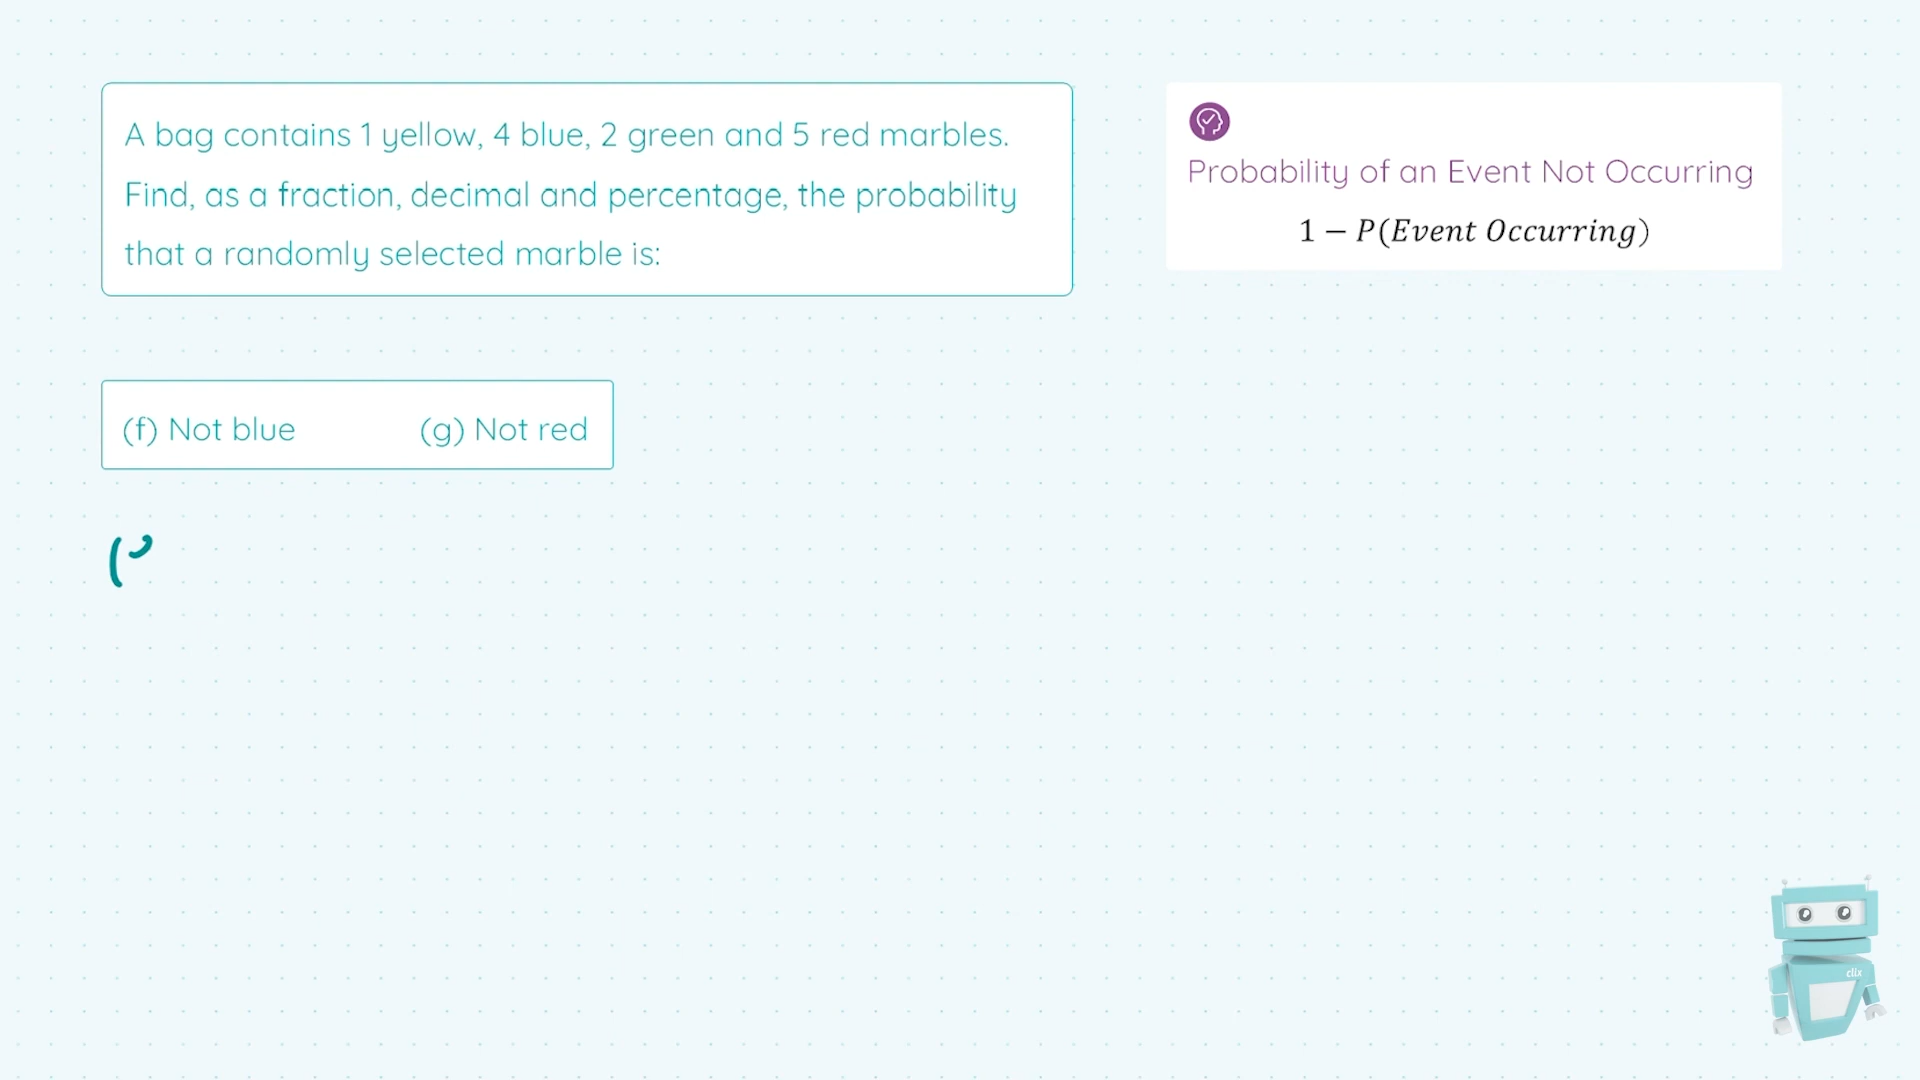 A bag contains 1 yellow, 4 blue, 2 green and 5 red marbles.
Find, as a fraction, decimal and percentage, the probability
that a randomly selected marble is:
Probability of an Event Not Occurring
1 − P(Event Occurring)
(f) Not blue (g) Not red
(
clix